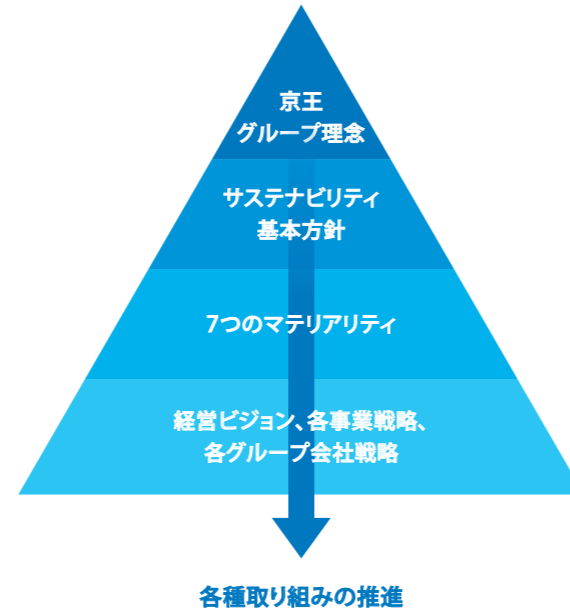 京王
グループ理念
サステナビリティ
基本方針
7つのマテリアリティ
経営ビジョン、各事業戦略、
各グループ会社戦略
各種取り組みの推進